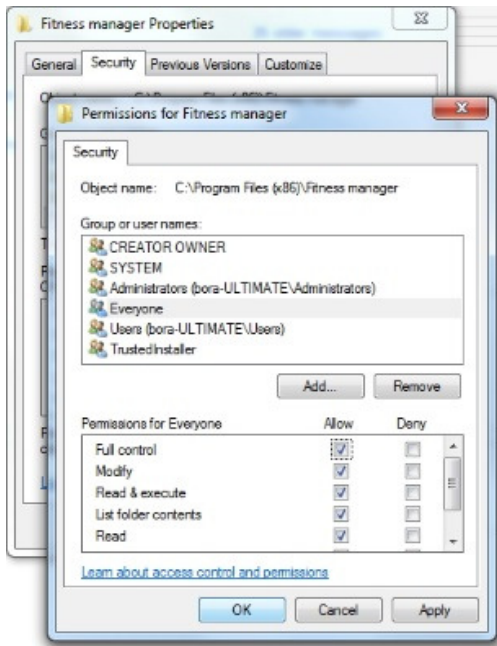 Fitness manager Properties
General Security Previous Versions Customize
Permissions for Fitness manager
Security
Object name: C:\Program Files (x86)\Fitness manager
Group or user names:
CREATOR OWNER
SYSTEM
Administrators (bora-ULTIMATE\Administrators)
Everyone
Users (bora-ULTIMATE\Users)
TrustedInstaller
Add... Remove
Permissions for Everyone Allow Deny
Full control
Modify
Read & execute
List folder contents
Read
Learn about access control and permissions
OK Cancel Apply